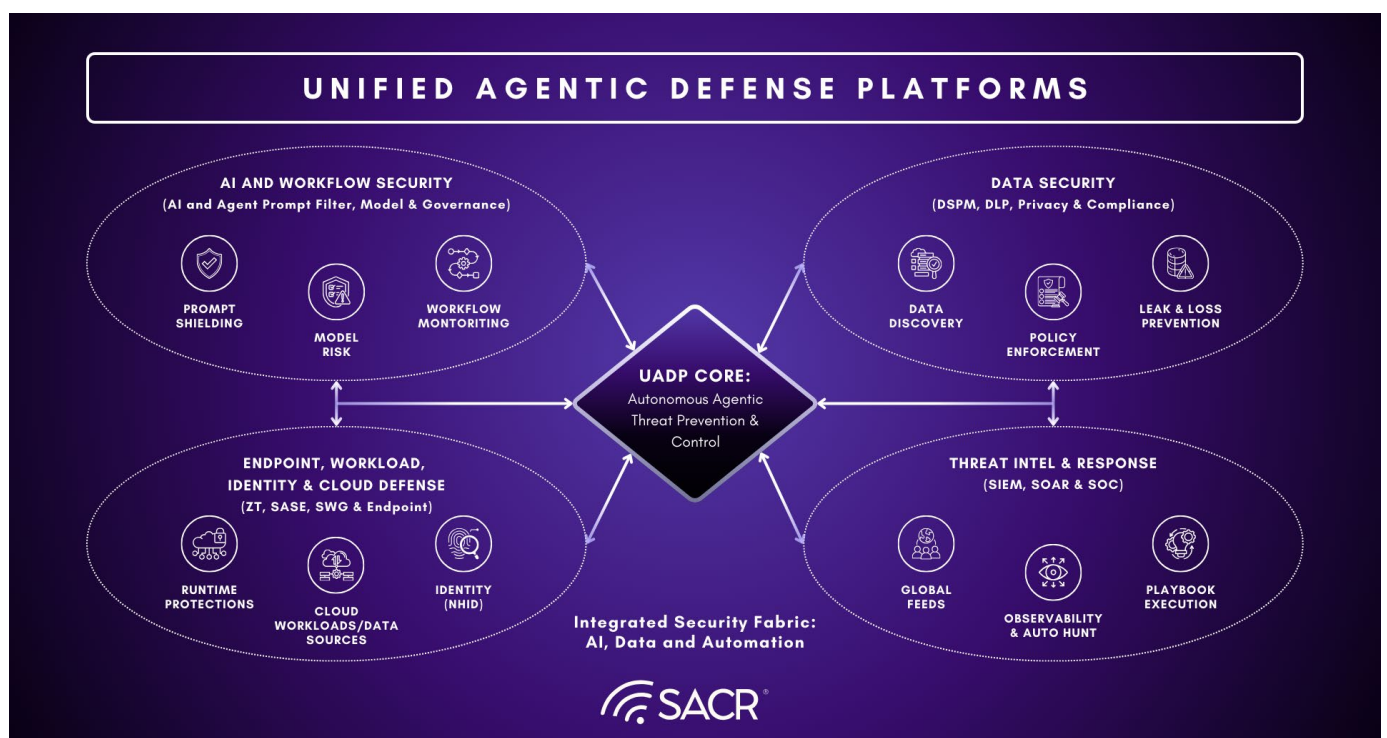 UNIFIED AGENTIC DEFENSE PLATFORMS
AI AND WORKFLOW SECURITY
(AI and Agent Prompt Filter, Model & Governance)
PROMPT
SHIELDING
MODEL
RISK
WORKFLOW
MONTORITING
DATA SECURITY
(DSPM, DLP, Privacy & Compliance)
DATA
DISCOVERY
POLICY
ENFORCEMENT
LEAK & LOSS
PREVENTION
UADP CORE:
Autonomous Agentic
Threat Prevention &
Control
ENDPOINT, WORKLOAD,
IDENTITY & CLOUD DEFENSE
(ZT, SASE, SWG & Endpoint)
RUNTIME
PROTECTIONS
CLOUD
WORKLOADS/DATA
SOURCES
IDENTITY
(NHID)
THREAT INTEL & RESPONSE
(SIEM, SOAR & SOC)
GLOBAL
FEEDS
OBSERVABILITY
& AUTO HUNT
PLAYBOOK
EXECUTION
Integrated Security Fabric:
AI, Data and Automation
SACR®